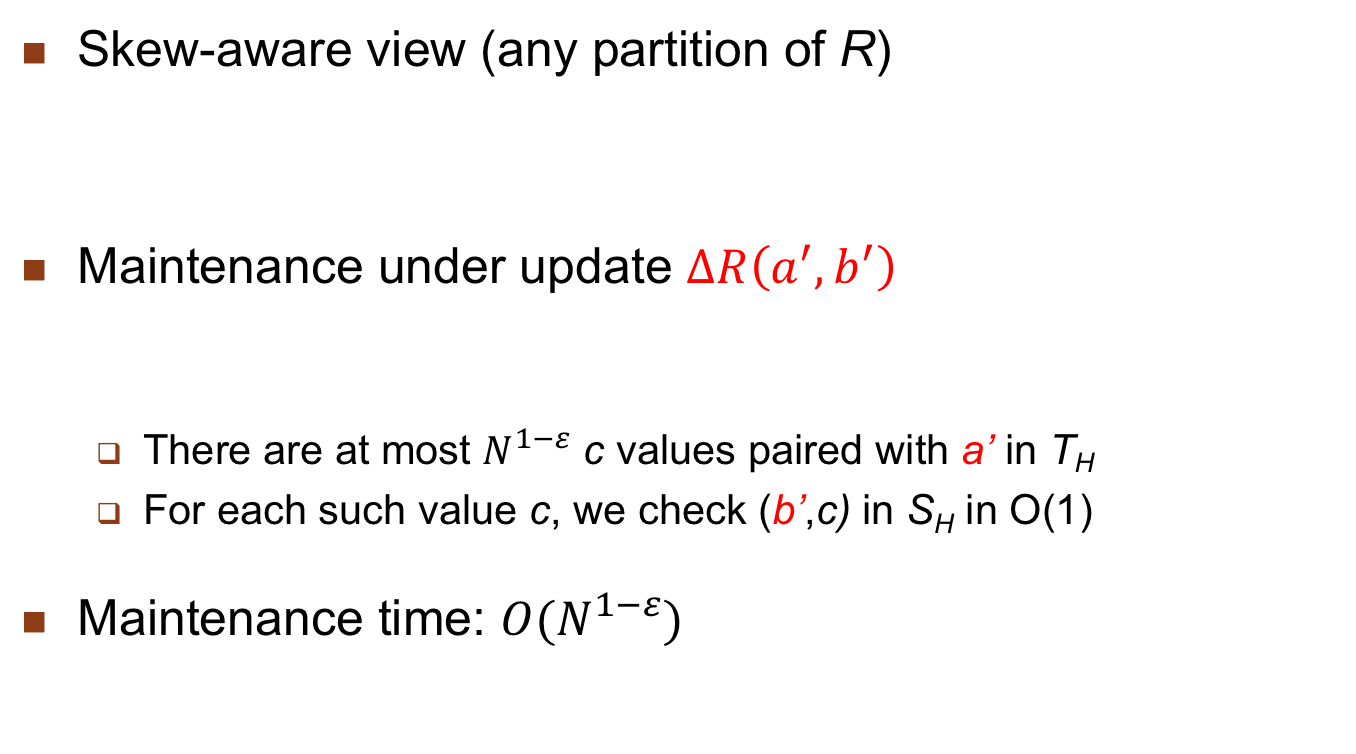 Skew-aware view (any partition of R)
Maintenance under update ΔR(a′, b′)
There are at most N^{1−ε} c values paired with a’ in T_H
For each such value c, we check (b’,c) in S_H in O(1)
Maintenance time: O(N^{1−ε})